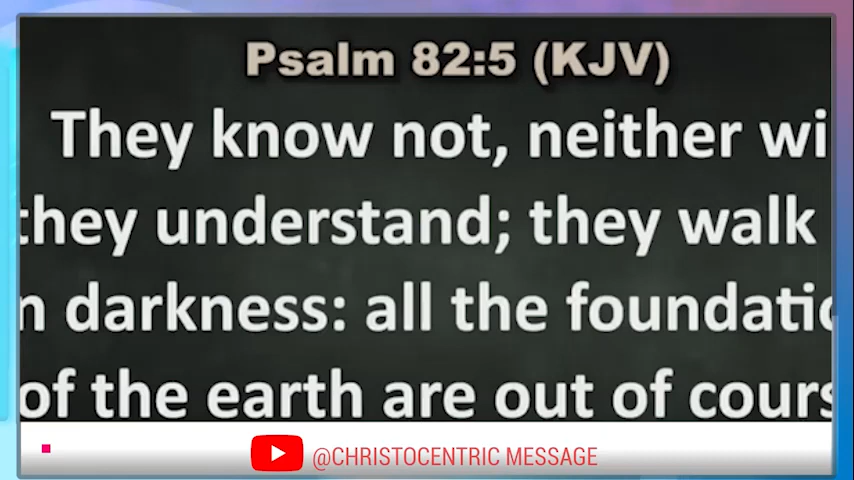 Psalm 82:5 (KJV)
They know not, neither wi
they understand; they walk
n darkness: all the foundatio
of the earth are out of cours
@CHRISTOCENTRIC MESSAGE